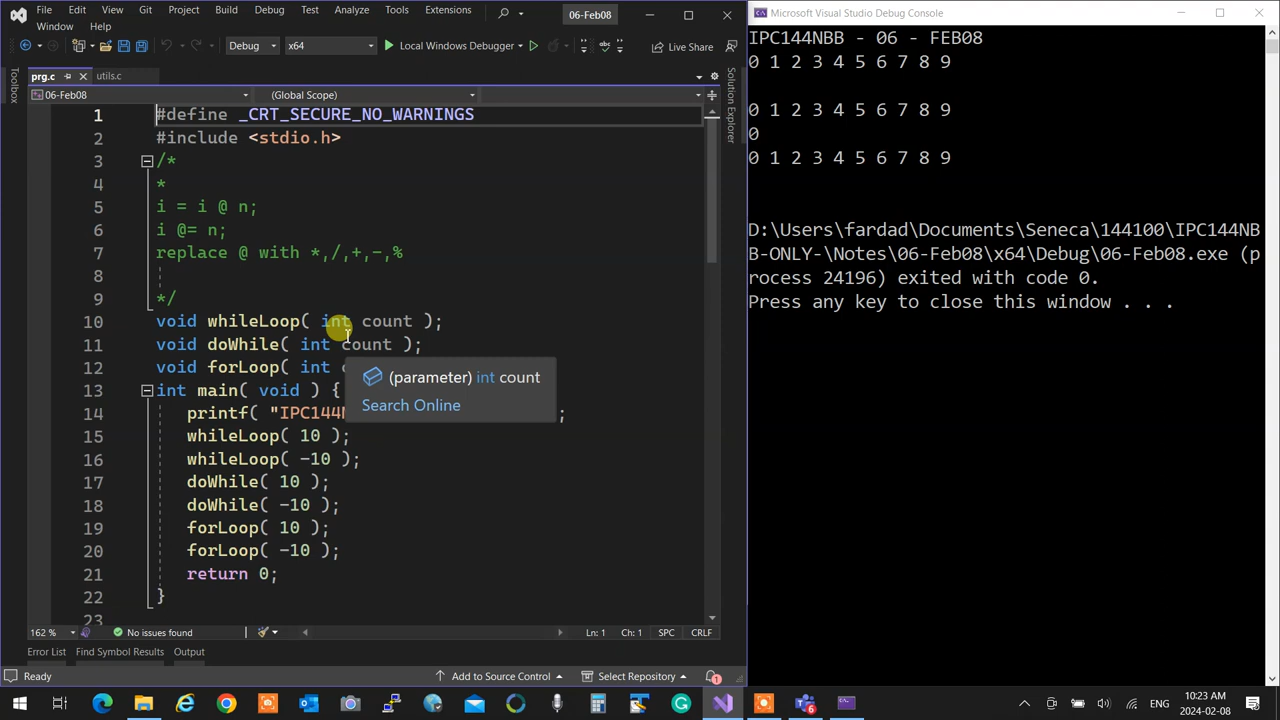 File Edit View Git Project Build Debug Test Analyze Tools Extensions 06-Feb08
Window
Debug x64 Local Windows Debugger Live Share
prg.c utils.c
Toolbox
Solution Explorer
06-Feb08 (Global Scope)
1 #define _CRT_SECURE_NO_WARNINGS
2 #include <stdio.h>
3 /*
4 *
5 i = i @ n;
6 i @= n;
7 replace @ with *,/,+,-,%
8
9 */
10 void whileLoop( int count );
11 void doWhile( int count );
12 void forLoop( int c
(parameter) int count
Search Online
13 int main( void ) {
14 printf( "IPC144N ;
15 whileLoop( 10 );
16 whileLoop( -10 );
17 doWhile( 10 );
18 doWhile( -10 );
19 forLoop( 10 );
20 forLoop( -10 );
21 return 0;
22 }
23
162 % No issues found Ln: 1 Ch: 1 SPC CRLF
Error List Find Symbol Results Output
Ready Add to Source Control Select Repository 1
Microsoft Visual Studio Debug Console
IPC144NBB - 06 - FEB08
0 1 2 3 4 5 6 7 8 9
0 1 2 3 4 5 6 7 8 9
0
0 1 2 3 4 5 6 7 8 9
D:\Users\fardad\Documents\Seneca\144100\IPC144NB
B-ONLY-\Notes\06-Feb08\x64\Debug\06-Feb08.exe (p
rocess 24196) exited with code 0.
Press any key to close this window . . .
6
ENG
10:23 AM
2024-02-08